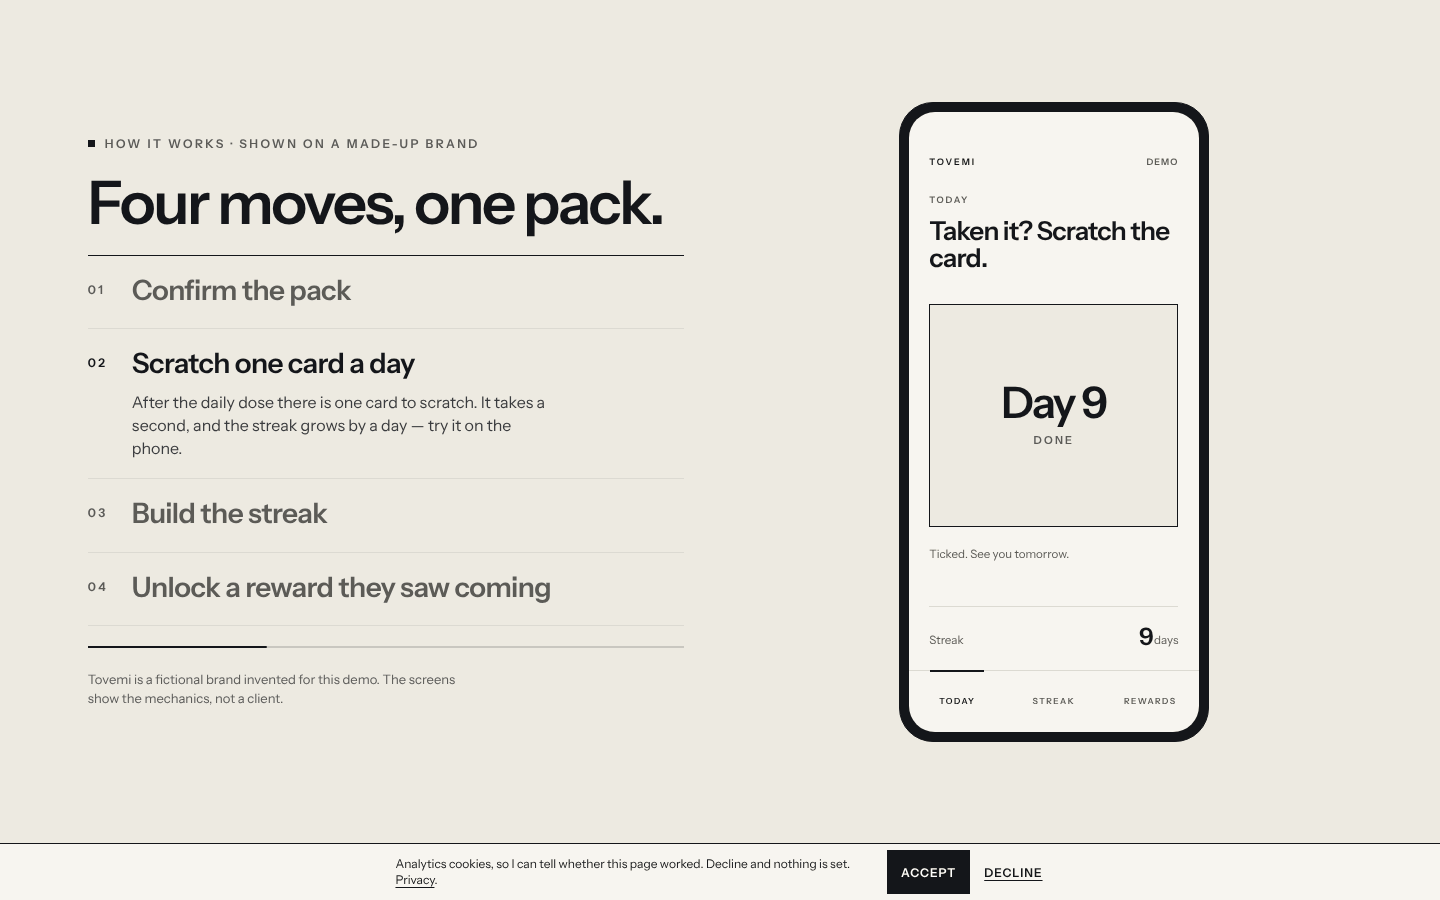 HOW IT WORKS · SHOWN ON A MADE-UP BRAND
Four moves, one pack.
01 Confirm the pack
02 Scratch one card a day
After the daily dose there is one card to scratch. It takes a
second, and the streak grows by a day — try it on the
phone.
03 Build the streak
04 Unlock a reward they saw coming
Tovemi is a fictional brand invented for this demo. The screens
show the mechanics, not a client.
TOVEMI DEMO
TODAY
Taken it? Scratch the
card.
Day 9
DONE
Ticked. See you tomorrow.
Streak 9 days
TODAY STREAK REWARDS
Analytics cookies, so I can tell whether this page worked. Decline and nothing is set.
Privacy.
ACCEPT DECLINE